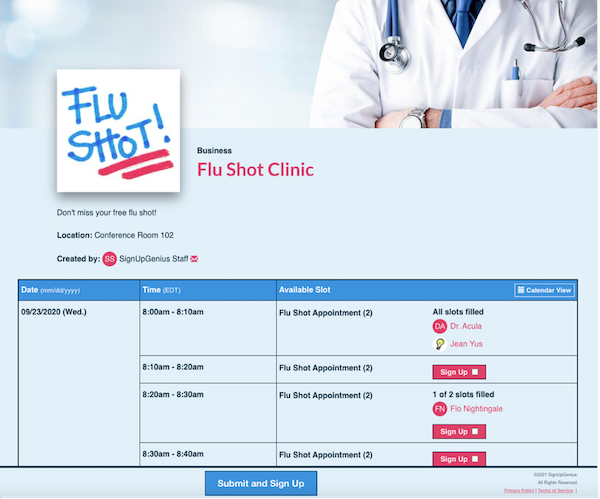 FLU
SHOT!
Business
Flu Shot Clinic
Don't miss your free flu shot!
Location: Conference Room 102
Created by: SS SignUpGenius Staff
Date (mm/dd/yyyy) Time (EDT) Available Slot Calendar View
09/23/2020 (Wed.) 8:00am - 8:10am Flu Shot Appointment (2) All slots filled
DA Dr. Acula
Jean Yus
8:10am - 8:20am Flu Shot Appointment (2) Sign Up
8:20am - 8:30am Flu Shot Appointment (2) 1 of 2 slots filled
FN Flo Nightingale
Sign Up
8:30am - 8:40am Flu Shot Appointment (2) Sign Up
Submit and Sign Up
©2021 SignUpGenius.
All Rights Reserved
Privacy Policy | Terms of Service |